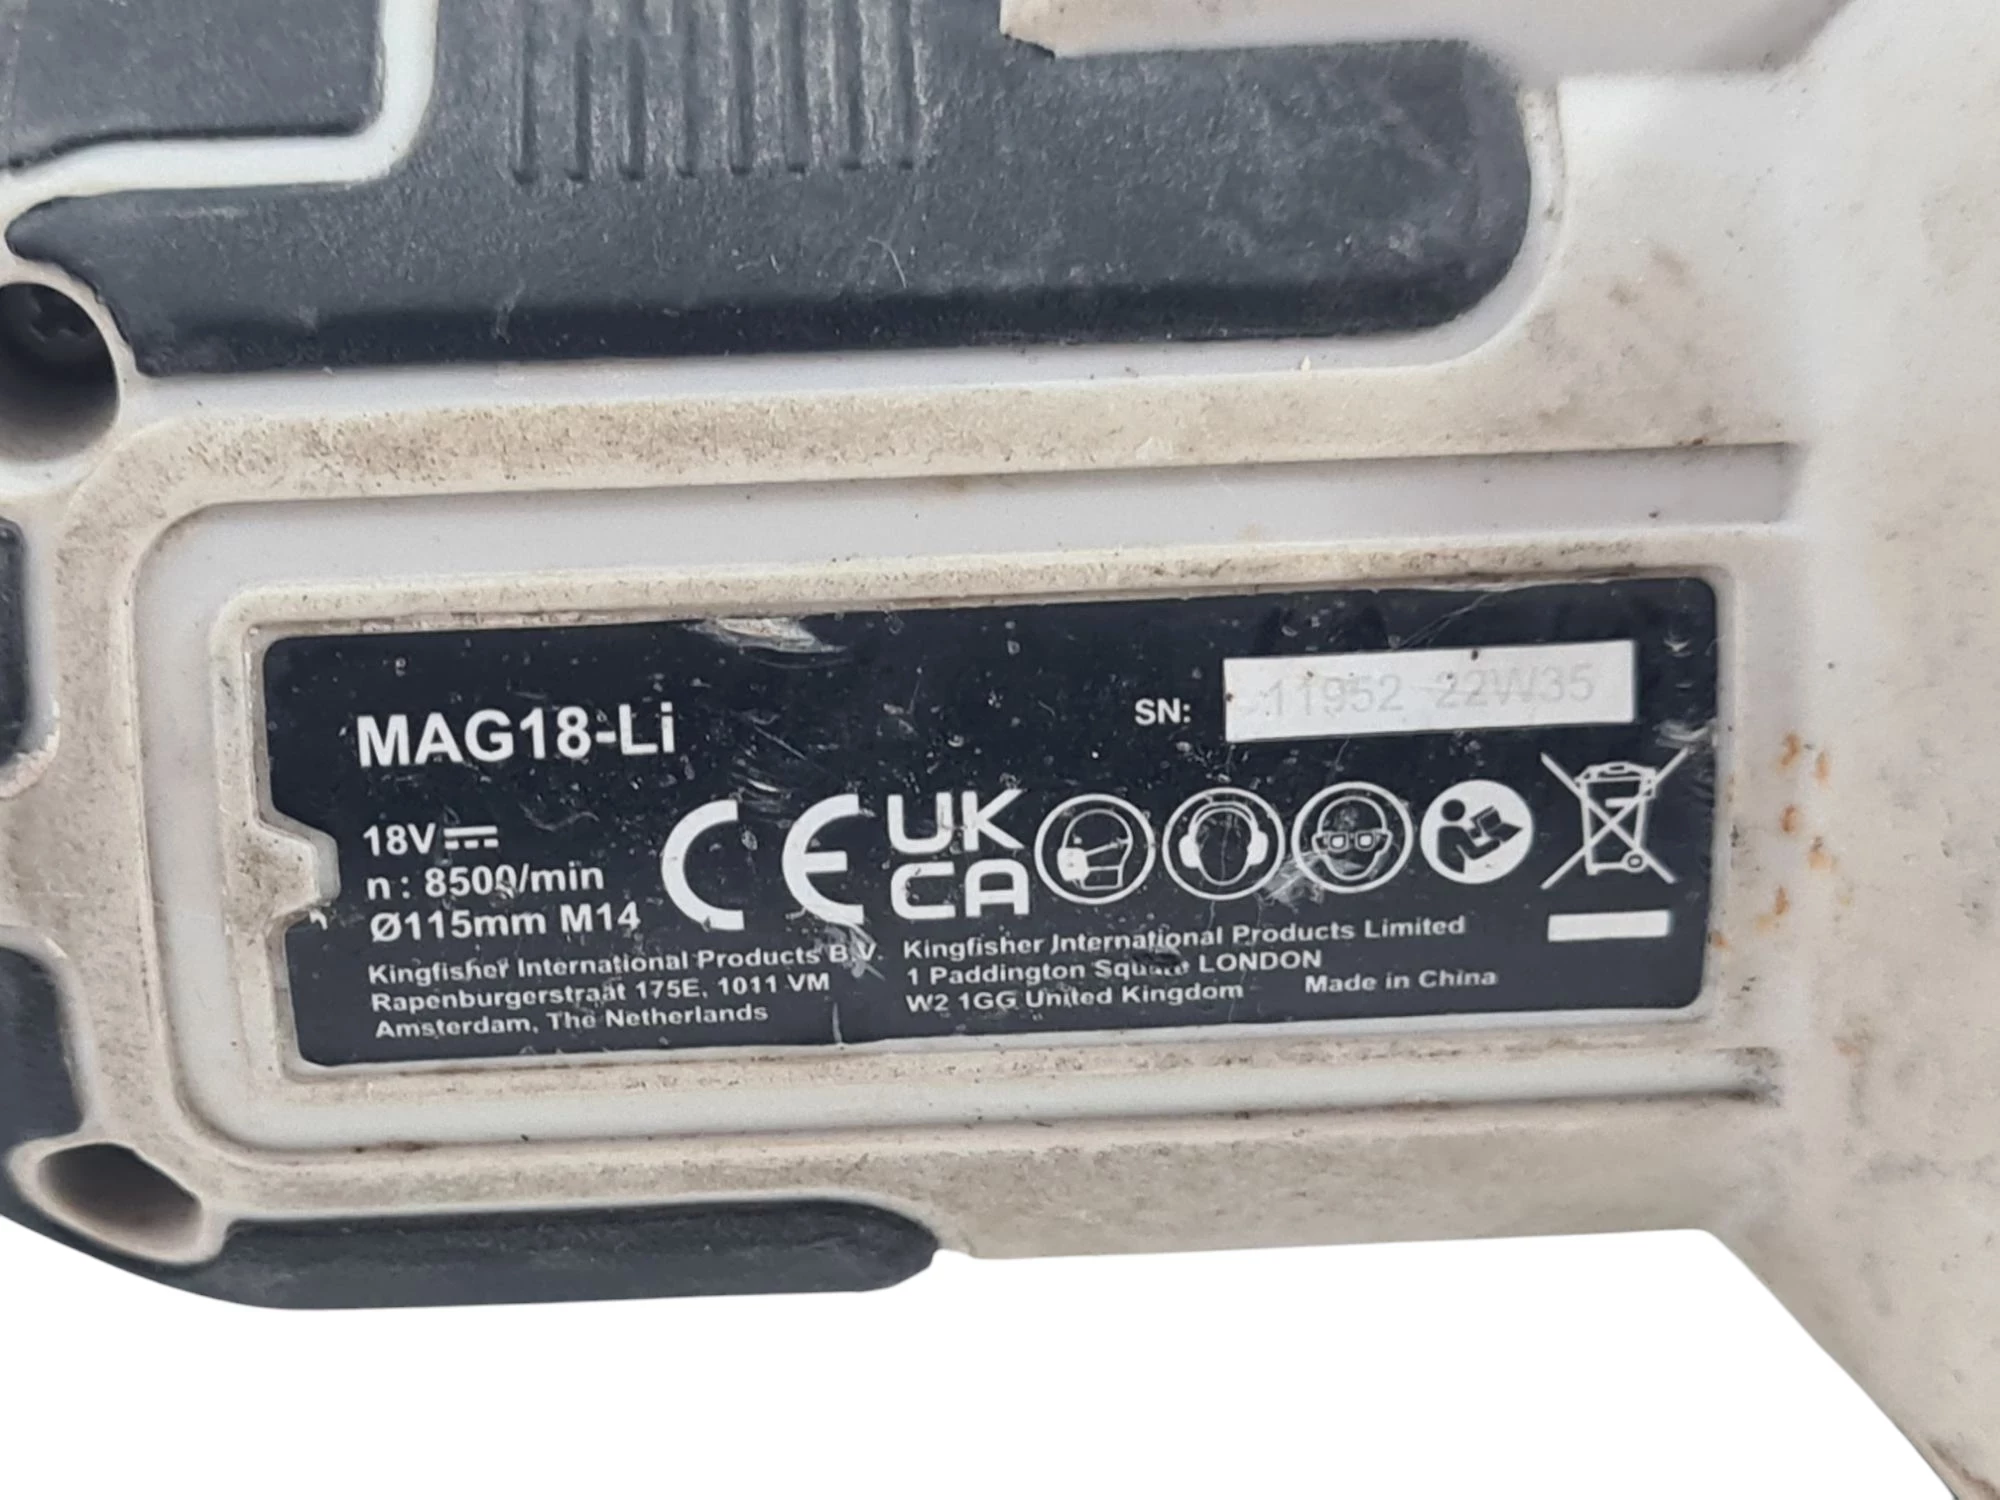 MAG18-Li
SN: 11952 22W35
18V
n : 8500/min
Ø115mm M14
CE UK
CA
Kingfisher International Products B.V.
Rapenburgerstraat 175E, 1011 VM
Amsterdam, The Netherlands
Kingfisher International Products Limited
1 Paddington Square LONDON
W2 1GG United Kingdom Made in China